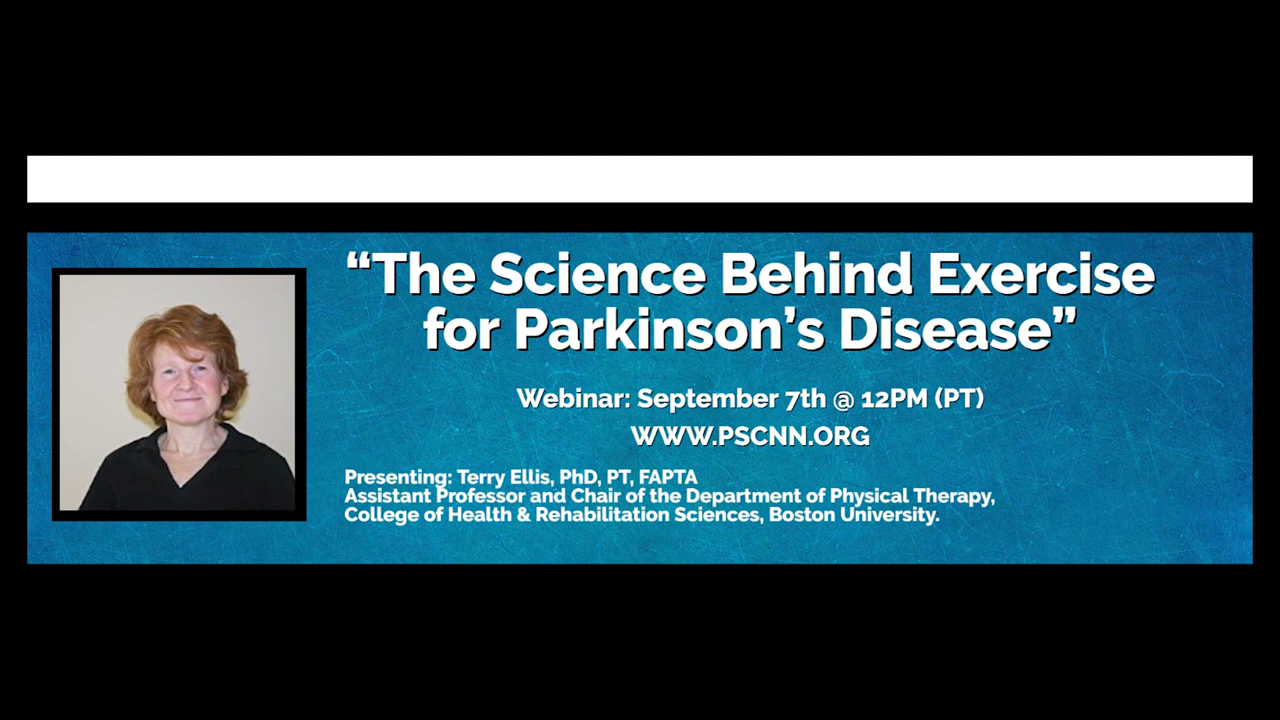 “The Science Behind Exercise
for Parkinson’s Disease”
Webinar: September 7th @ 12PM (PT)
WWW.PSCNN.ORG
Presenting: Terry Ellis, PhD, PT, FAPTA
Assistant Professor and Chair of the Department of Physical Therapy,
College of Health & Rehabilitation Sciences, Boston University.